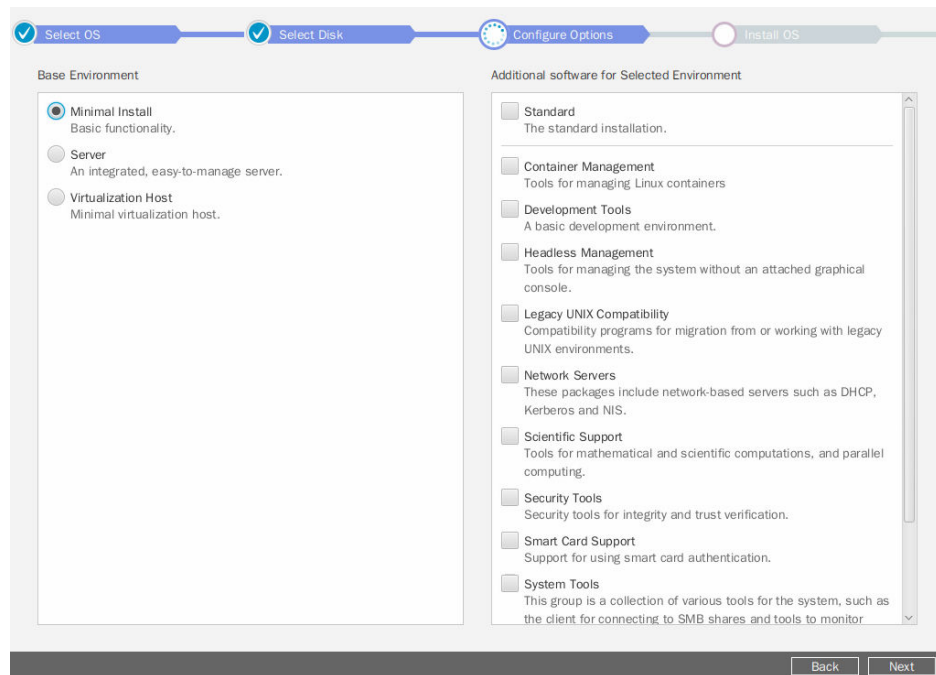 Select OS
Select Disk
Configure Options
Install OS
Base Environment
Minimal Install
Basic functionality.
Server
An integrated, easy-to-manage server.
Virtualization Host
Minimal virtualization host.
Additional software for Selected Environment
Standard
The standard installation.
Container Management
Tools for managing Linux containers
Development Tools
A basic development environment.
Headless Management
Tools for managing the system without an attached graphical
console.
Legacy UNIX Compatibility
Compatibility programs for migration from or working with legacy
UNIX environments.
Network Servers
These packages include network-based servers such as DHCP,
Kerberos and NIS.
Scientific Support
Tools for mathematical and scientific computations, and parallel
computing.
Security Tools
Security tools for integrity and trust verification.
Smart Card Support
Support for using smart card authentication.
System Tools
This group is a collection of various tools for the system, such as
the client for connecting to SMB shares and tools to monitor
Back
Next